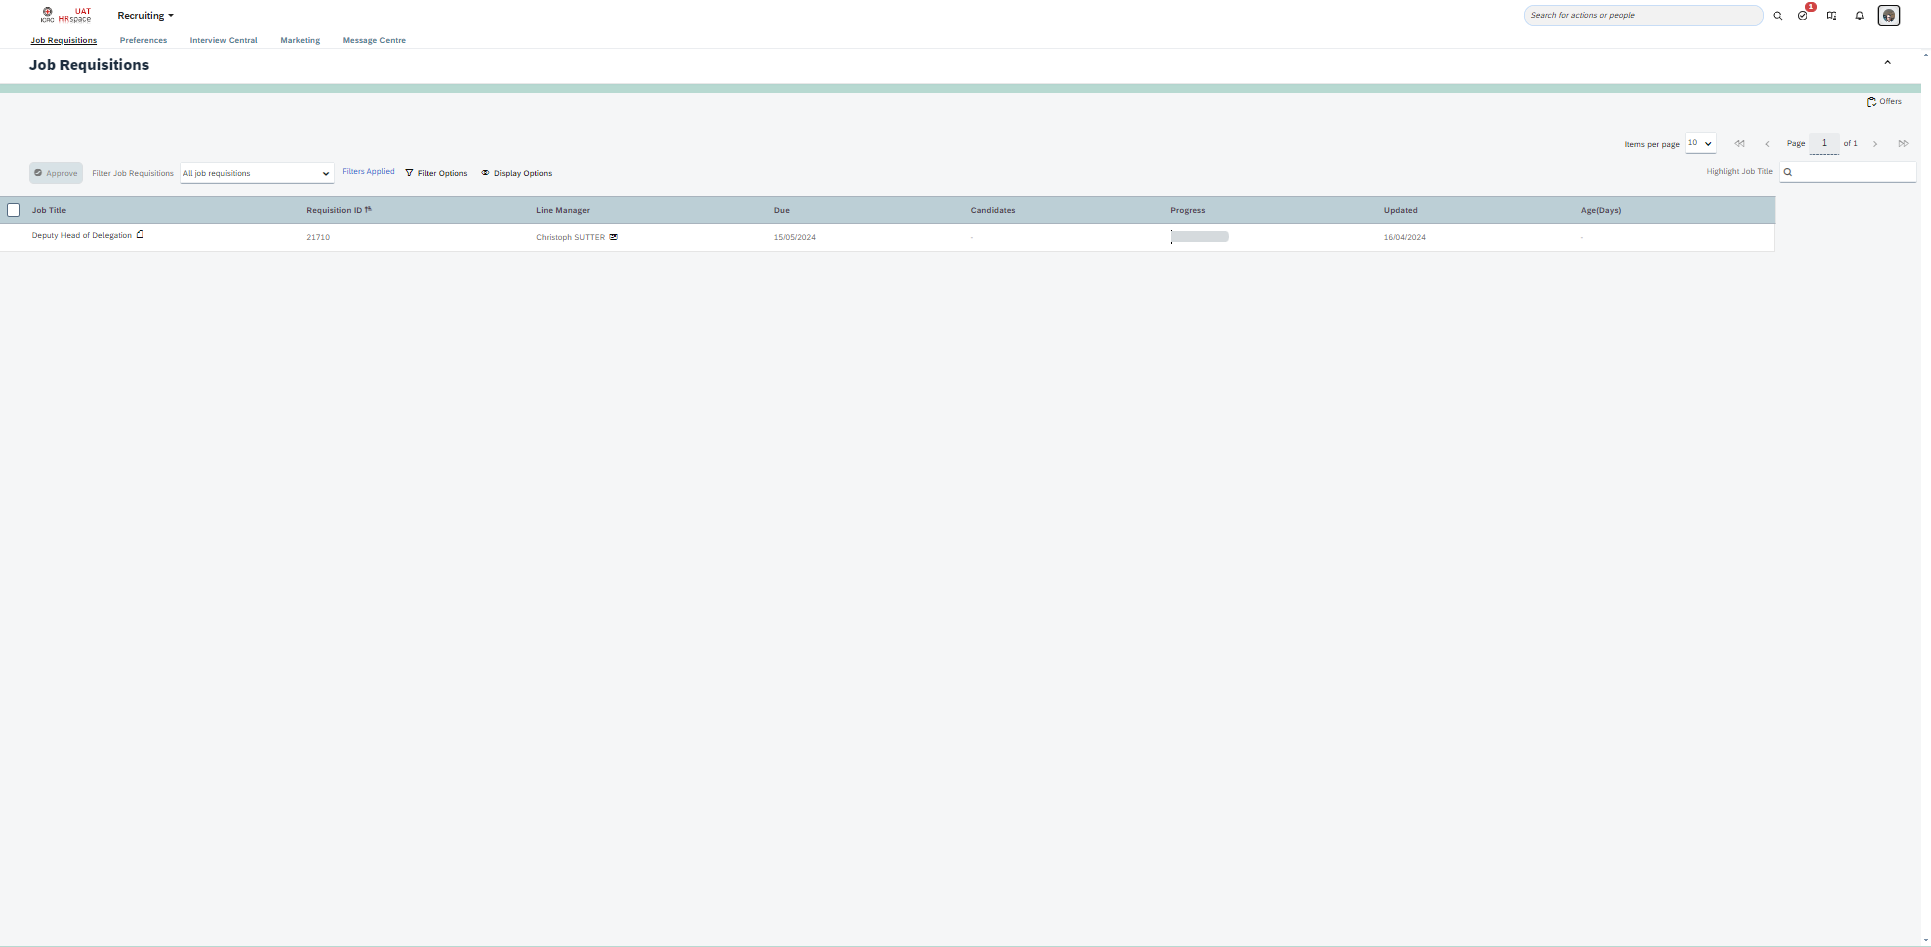 ICRC UAT HRspace Recruiting Search for actions or people 1
Job Requisitions Preferences Interview Central Marketing Message Centre
Job Requisitions
Offers
Items per page 10 Page 1 of 1
Approve Filter Job Requisitions All job requisitions Filters Applied Filter Options Display Options Highlight Job Title
Job Title Requisition ID Line Manager Due Candidates Progress Updated Age(Days)
Deputy Head of Delegation 21710 Christoph SUTTER 15/05/2024 - 16/04/2024 -